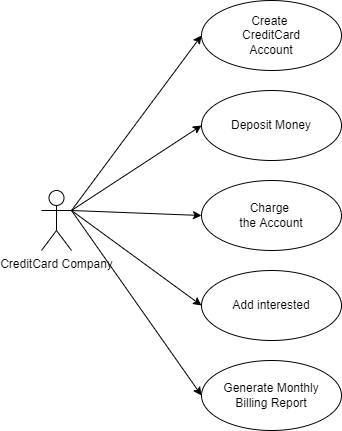 Create
CreditCard
Account
Deposit Money
Charge
the Account
CreditCard Company
Add interested
Generate Monthly
Billing Report